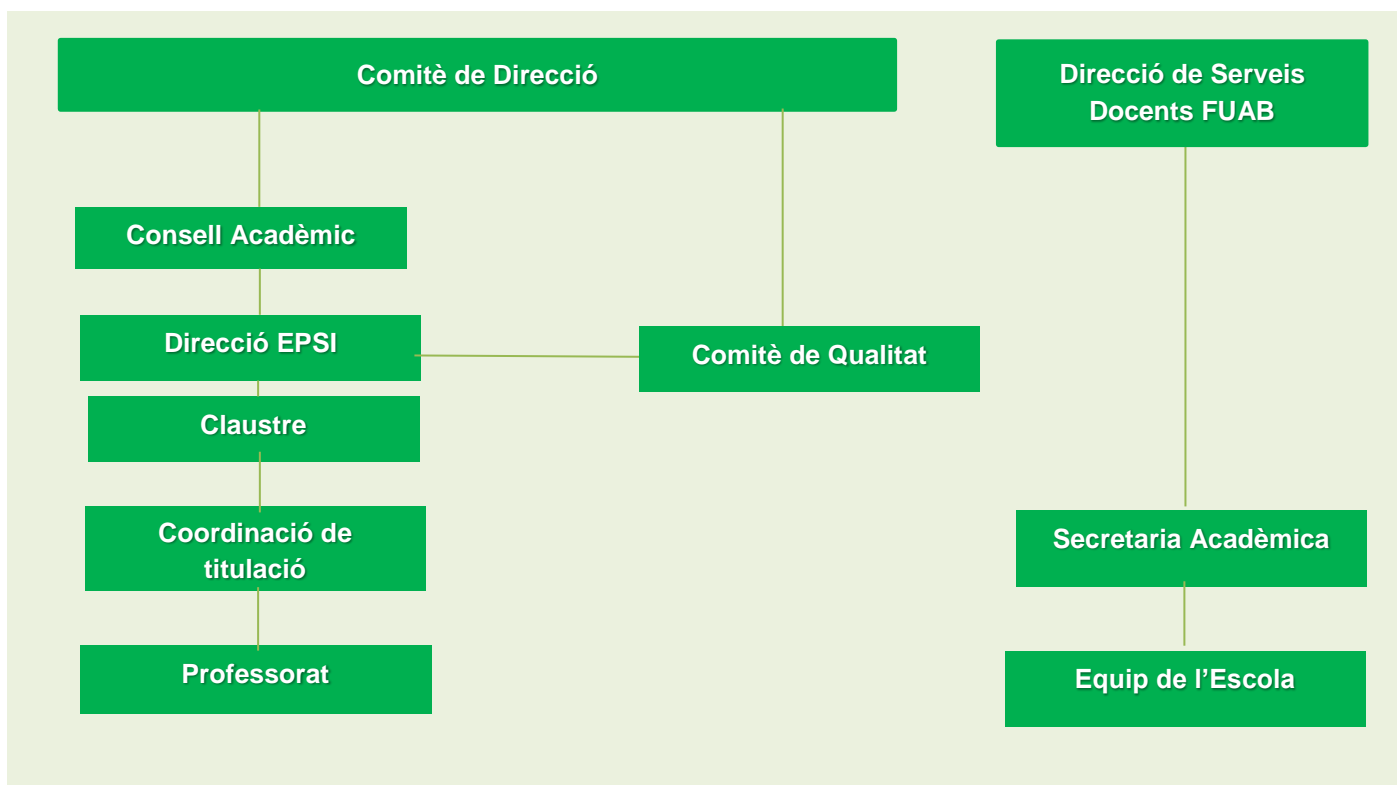 Comitè de Direcció
Direcció de Serveis
Docents FUAB
Consell Acadèmic
Direcció EPSI
Comitè de Qualitat
Claustre
Coordinació de
titulació
Secretaria Acadèmica
Professorat
Equip de l’Escola